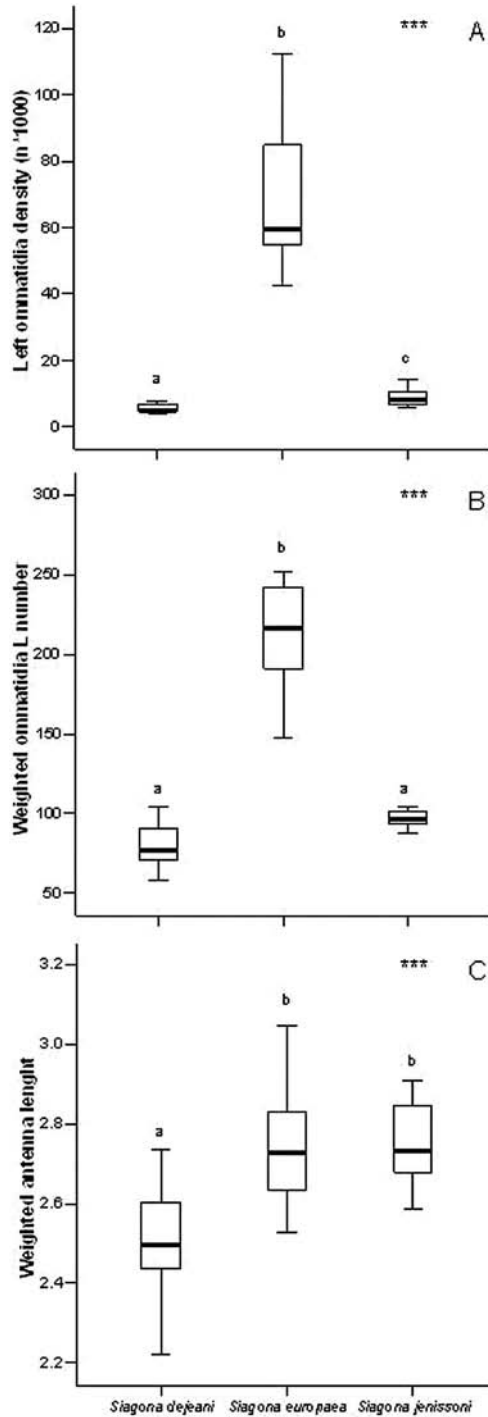 A
***
Left ommatidia density (n*1000)
120
100
80
60
40
20
0
a
b
c
B
***
Weighted ommatidia L number
300
250
200
150
100
50
a
b
a
C
***
Weighted antenna lenght
3.2
3.0
2.8
2.6
2.4
2.2
a
b
b
Siagona dejeani Siagona europaea Siagona jenissoni